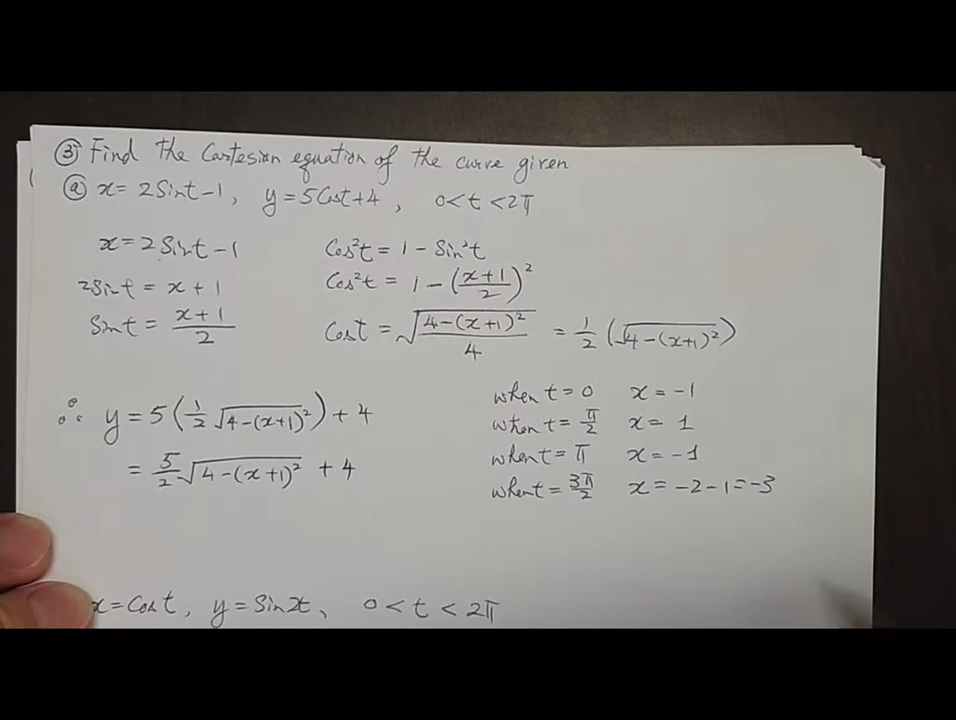 ③ Find the Cartesian equation of the curve given
ⓐ x = 2Sint - 1, y = 5Cost + 4, 0 < t < 2π
x = 2Sint - 1
2Sint = x + 1
Sint = (x+1)/2
Cos²t = 1 - Sin²t
Cos²t = 1 - ((x+1)/2)²
Cost = √((4-(x+1)²)/4) = 1/2 (√(4-(x+1)²))
∴ y = 5(1/2 √(4-(x+1)²)) + 4
= 5/2 √(4-(x+1)²) + 4
when t = 0 x = -1
when t = π/2 x = 1
when t = π x = -1
when t = 3π/2 x = -2-1 = -3
x = Cost, y = Sin2t, 0 < t < 2π